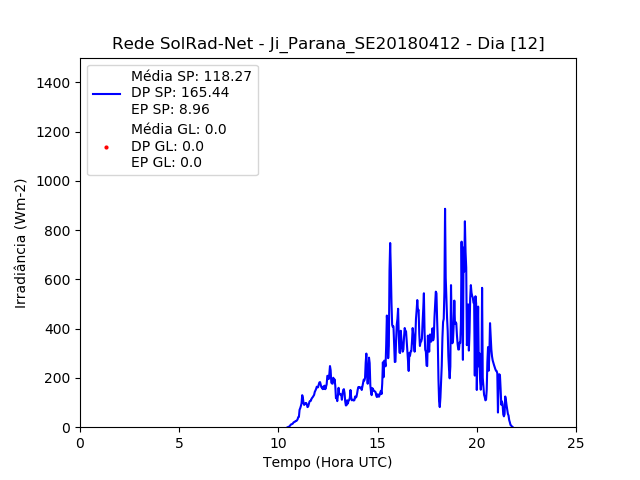 Rede SolRad-Net - Ji_Parana_SE20180412 - Dia [12]
Média SP: 118.27
DP SP: 165.44
EP SP: 8.96
Média GL: 0.0
DP GL: 0.0
EP GL: 0.0
Irradiância (Wm-2)
1400
1200
1000
800
600
400
200
0
0 5 10 15 20 25
Tempo (Hora UTC)